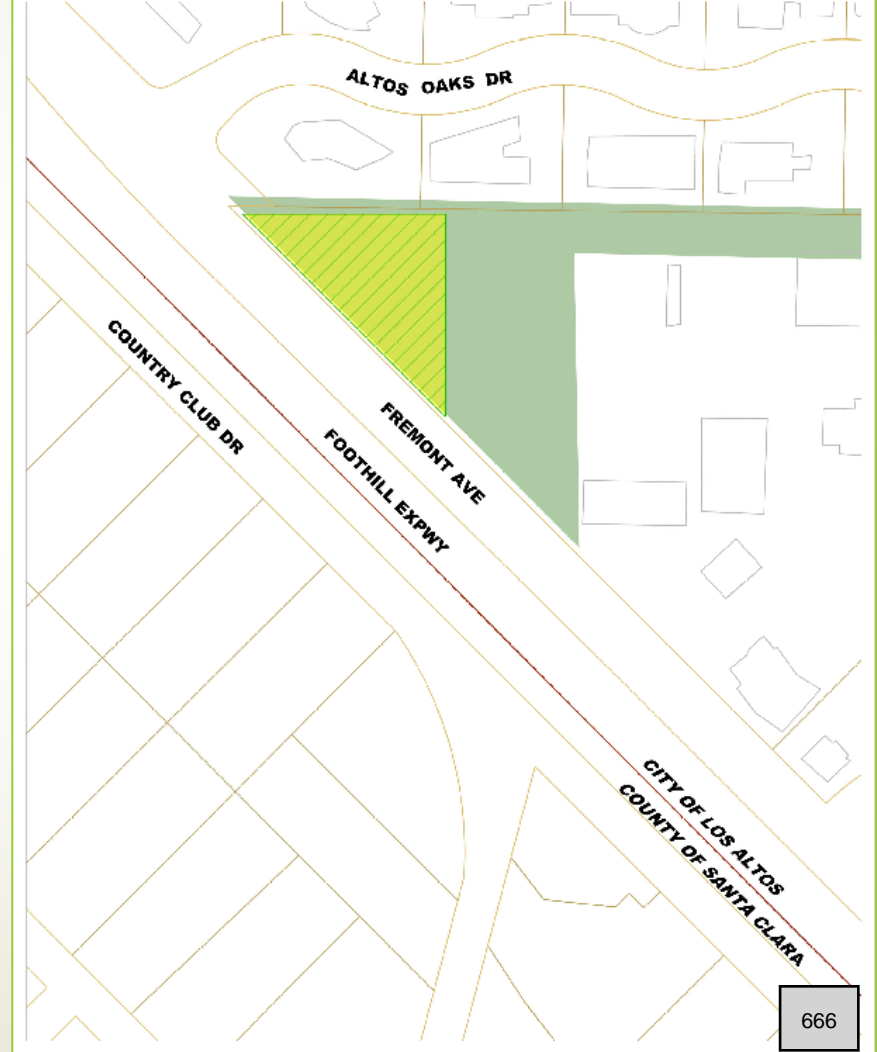 ALTOS OAKS DR
COUNTRY CLUB DR
FREMONT AVE
FOOTHILL EXPWY
CITY OF LOS ALTOS
COUNTY OF SANTA CLARA
666